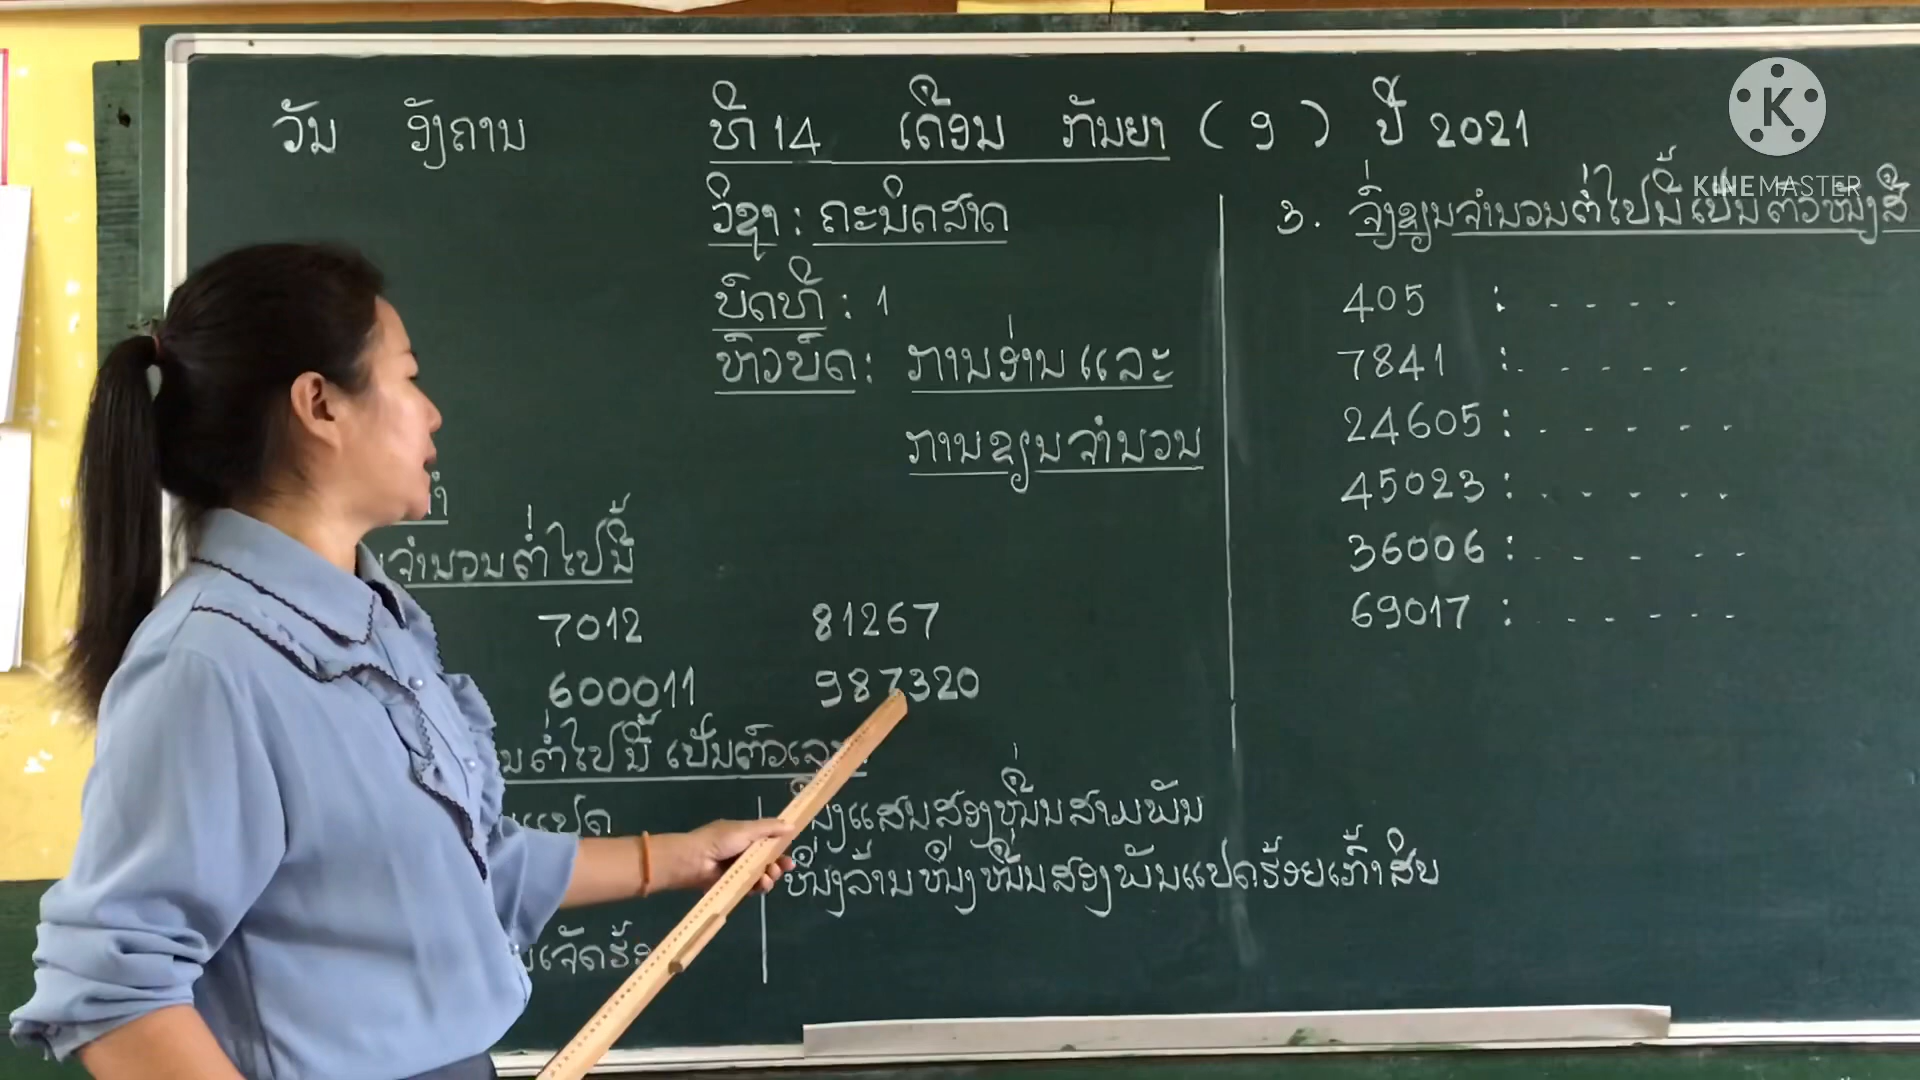 ວັນ ອັງຄານ ທີ 14 ເດືອນ ກັນຍາ ( 9 ) ປີ 2021
ວິຊາ : ຄະນິດສາດ
ບົດທີ : 1
ຫົວບົດ : ການອ່ານ ແລະ
ການຂຽນຈຳນວນ
ຈຳນວນຕໍ່ໄປນີ້
7012 81267
600011 987320
ຕໍ່ໄປນີ້ ເປັນຕົວເລກ
ແປດ
ເຈັດຮ້ອ
ແສນສອງໝື່ນສາມພັນ
ໜຶ່ງລ້ານໜຶ່ງໝື່ນສອງພັນແປດຮ້ອຍເກົ້າສິບ
3. ຈົ່ງຂຽນຈຳນວນຕໍ່ໄປນີ້ເປັນຕົວໜັງສື
405 : . - - -
7841 : . - - - -
24605 : - - - -
45023 : . - - - -
36006 : . - - - -
69017 : - - - - -
KINEMASTER